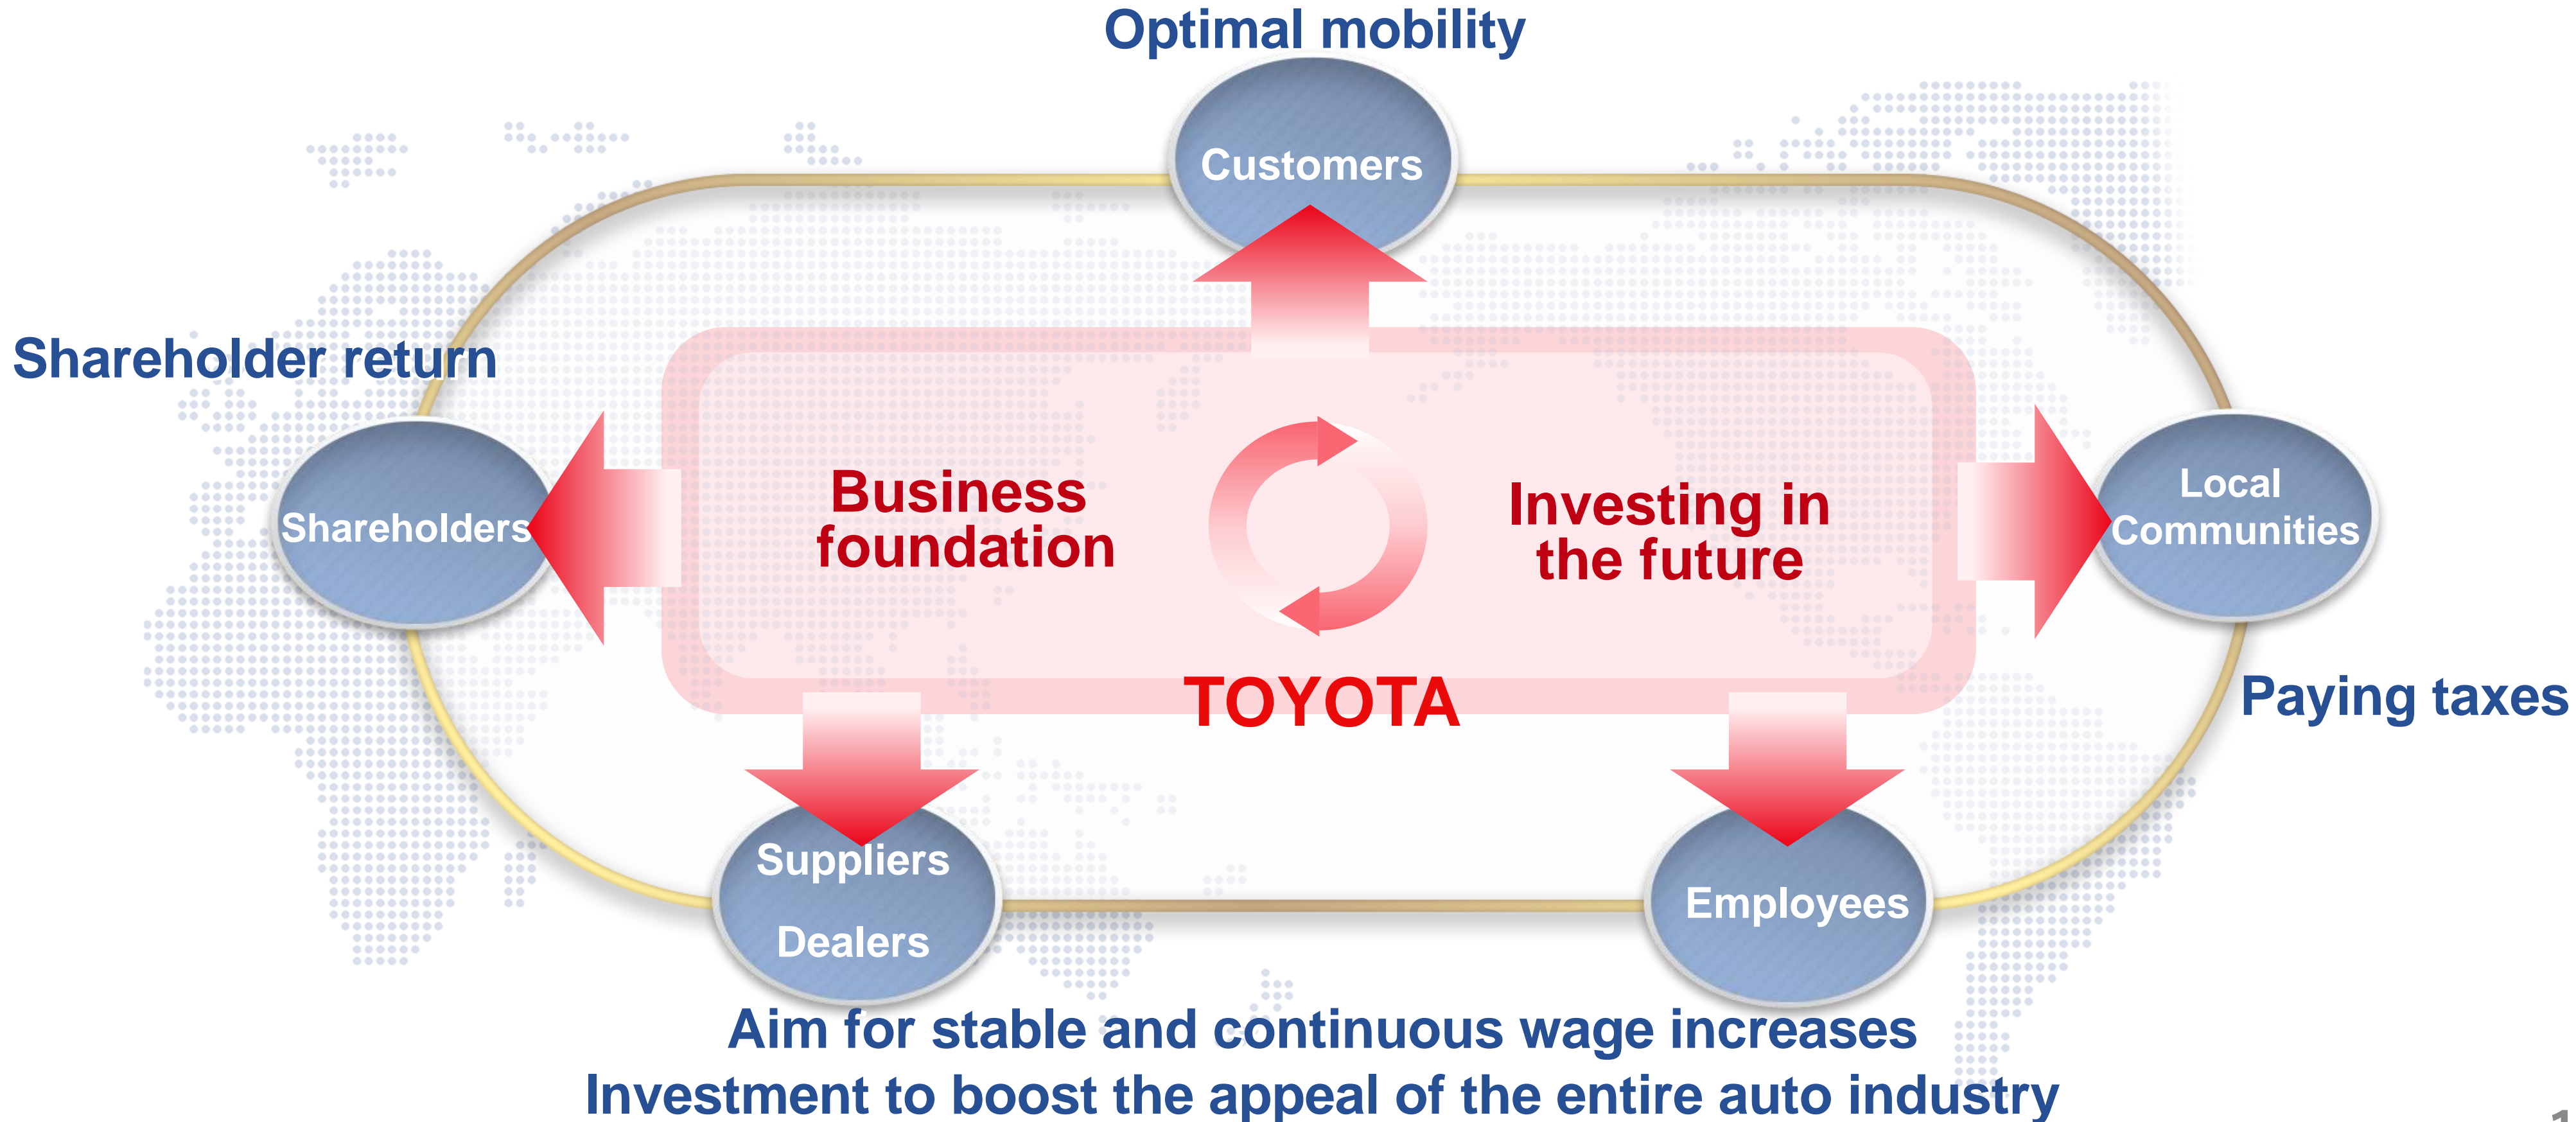 Optimal mobility
Customers
Shareholder return
Shareholders
Business
foundation
Investing in
the future
Local
Communities
TOYOTA
Paying taxes
Suppliers
Dealers
Employees
Aim for stable and continuous wage increases
Investment to boost the appeal of the entire auto industry